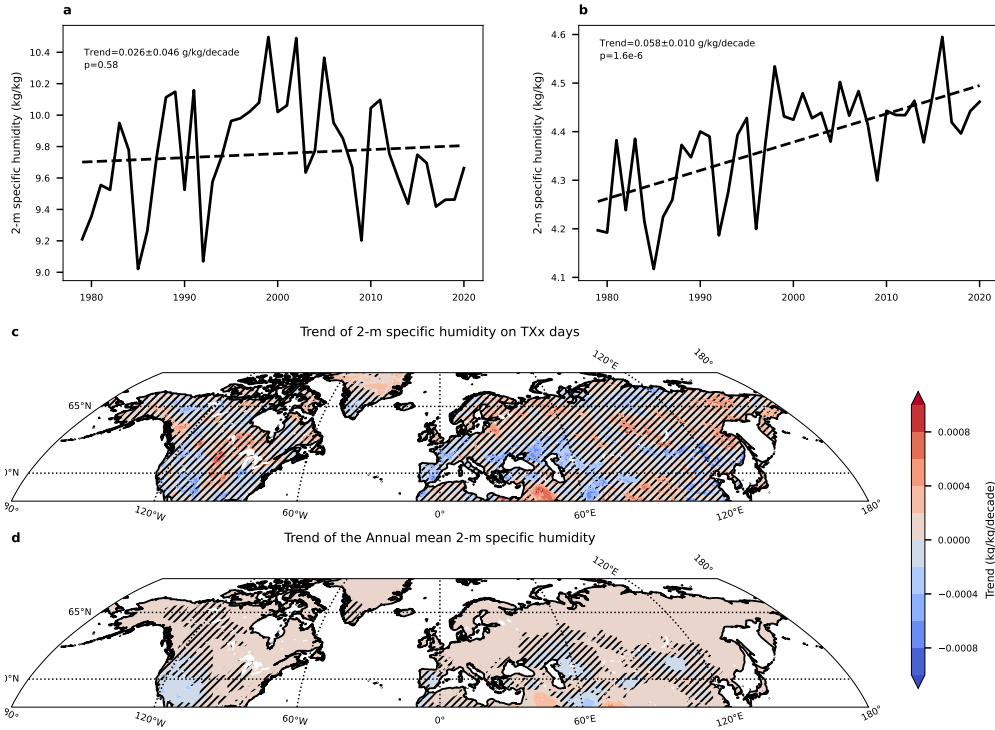 a
Trend=0.026±0.046 g/kg/decade
p=0.58
2-m specific humidity (kg/kg)
10.4
10.2
10.0
9.8
9.6
9.4
9.2
9.0
1980
1990
2000
2010
2020
b
Trend=0.058±0.010 g/kg/decade
p=1.6e-6
2-m specific humidity (kg/kg)
4.6
4.5
4.4
4.3
4.2
4.1
1980
1990
2000
2010
2020
c
Trend of 2-m specific humidity on TXx days
120°E
180°
65°N
0°N
80°
120°W
60°W
0°
60°E
120°E
180°
d
Trend of the Annual mean 2-m specific humidity
120°E
180°
65°N
0°N
80°
120°W
60°W
0°
60°E
120°E
180°
0.0008
0.0004
0.0000
−0.0004
−0.0008
Trend (kg/kg/decade)